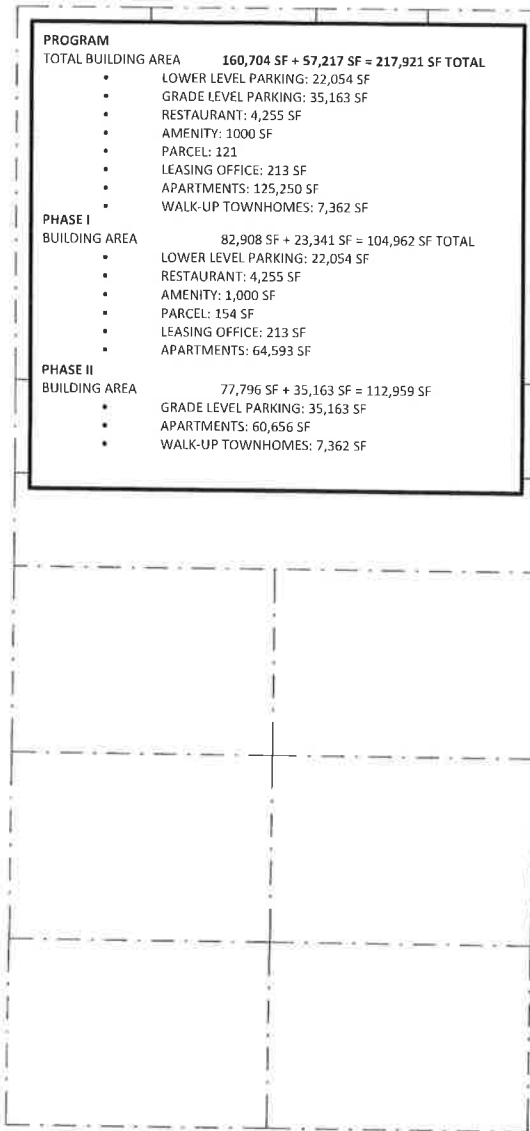 PROGRAM
TOTAL BUILDING AREA 160,704 SF + 57,217 SF = 217,921 SF TOTAL
• LOWER LEVEL PARKING: 22,054 SF
• GRADE LEVEL PARKING: 35,163 SF
• RESTAURANT: 4,255 SF
• AMENITY: 1000 SF
• PARCEL: 121
• LEASING OFFICE: 213 SF
• APARTMENTS: 125,250 SF
• WALK-UP TOWNHOMES: 7,362 SF
PHASE I
BUILDING AREA 82,908 SF + 23,341 SF = 104,962 SF TOTAL
• LOWER LEVEL PARKING: 22,054 SF
• RESTAURANT: 4,255 SF
• AMENITY: 1,000 SF
• PARCEL: 154 SF
• LEASING OFFICE: 213 SF
• APARTMENTS: 64,593 SF
PHASE II
BUILDING AREA 77,796 SF + 35,163 SF = 112,959 SF
• GRADE LEVEL PARKING: 35,163 SF
• APARTMENTS: 60,656 SF
• WALK-UP TOWNHOMES: 7,362 SF